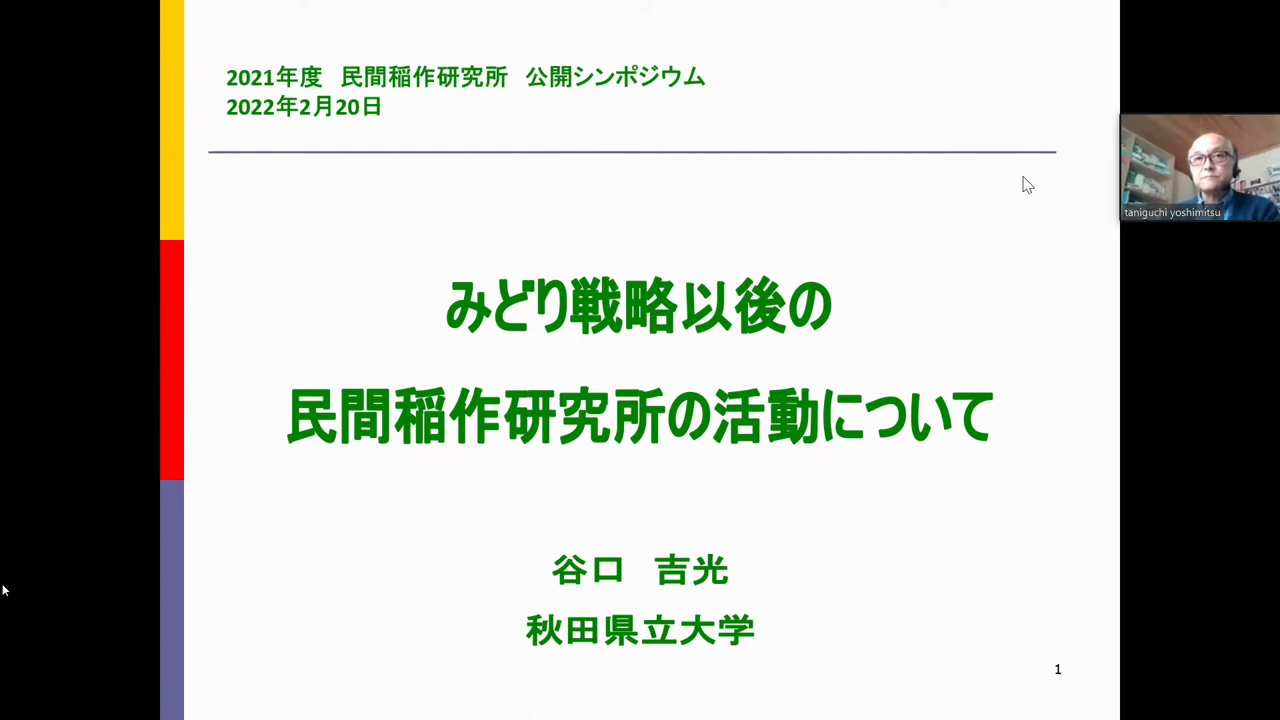 2021年度　民間稲作研究所　公開シンポジウム
2022年2月20日
taniguchi yoshimitsu
みどり戦略以後の
民間稲作研究所の活動について
谷口　吉光
秋田県立大学
1